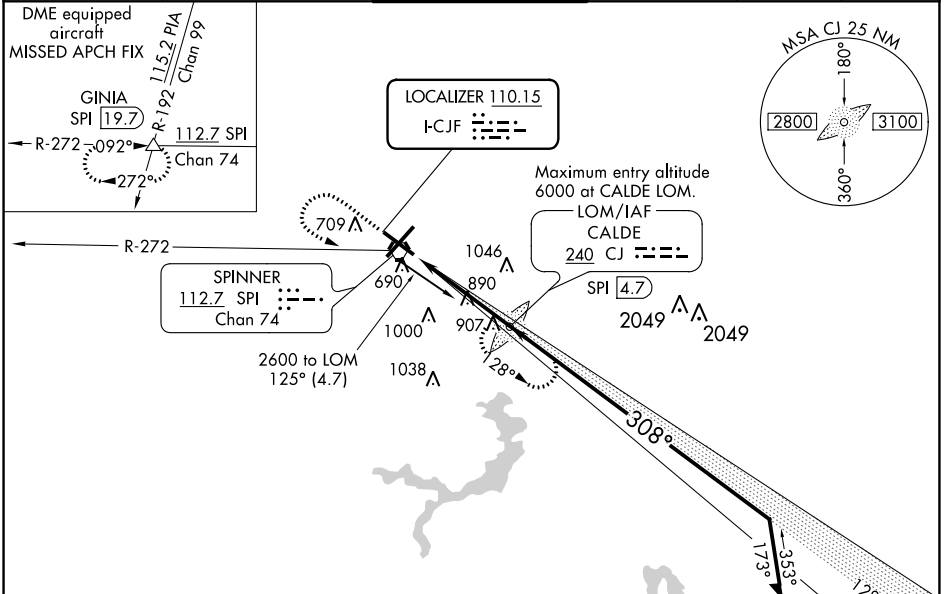 DME equipped
aircraft
MISSED APCH FIX
115.2 PIA
Chan 99
R-192
GINIA
SPI 19.7
R-272
092°
272°
112.7 SPI
Chan 74
LOCALIZER 110.15
I-CJF
MSA CJ 25 NM
180°
2800
3100
360°
Maximum entry altitude
6000 at CALDE LOM.
LOM/IAF
CALDE
240 CJ
SPI 4.7
709
R-272
SPINNER
112.7 SPI
Chan 74
690
1046
890
907
1000
1038
2049
2049
2600 to LOM
125° (4.7)
128°
308°
173°
353°